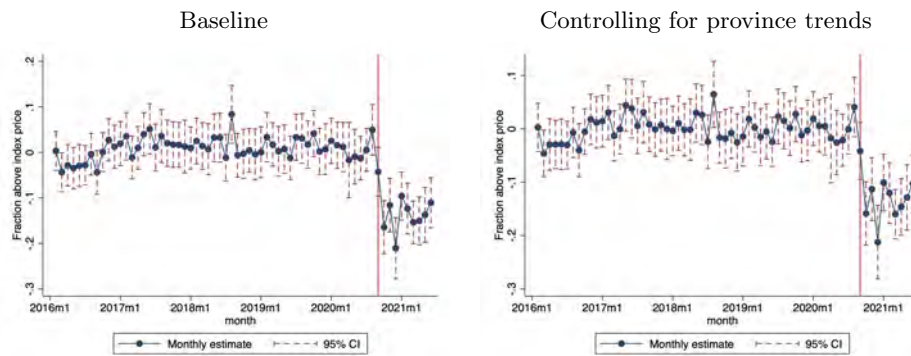 Baseline
Controlling for province trends
Fraction above index price
.2
.1
0
-.1
-.2
-.3
2016m1 2017m1 2018m1 2019m1 2020m1 2021m1
month
Monthly estimate 95% CI
Fraction above index price
.1
0
-.1
-.2
-.3
2016m1 2017m1 2018m1 2019m1 2020m1 2021m1
month
Monthly estimate 95% CI